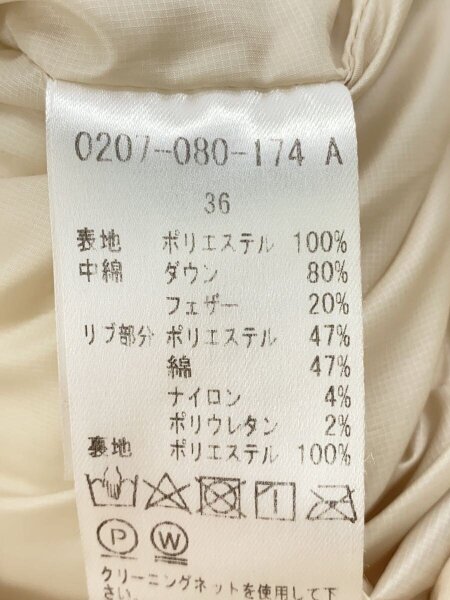 0207-080-174 A
36
表地 ポリエステル 100%
中綿 ダウン 80%
フェザー 20%
リブ部分 ポリエステル 47%
綿 47%
ナイロン 4%
ポリウレタン 2%
裏地 ポリエステル 100%
P W
クリーニングネットを使用して下